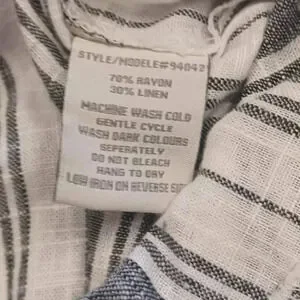 STYLE/MODELE# 94042
70% RAYON
30% LINEN
MACHINE WASH COLD
GENTLE CYCLE
WASH DARK COLOURS
SEPERATELY
DO NOT BLEACH
HANG TO DRY
LOW IRON ON REVERSE SIDE